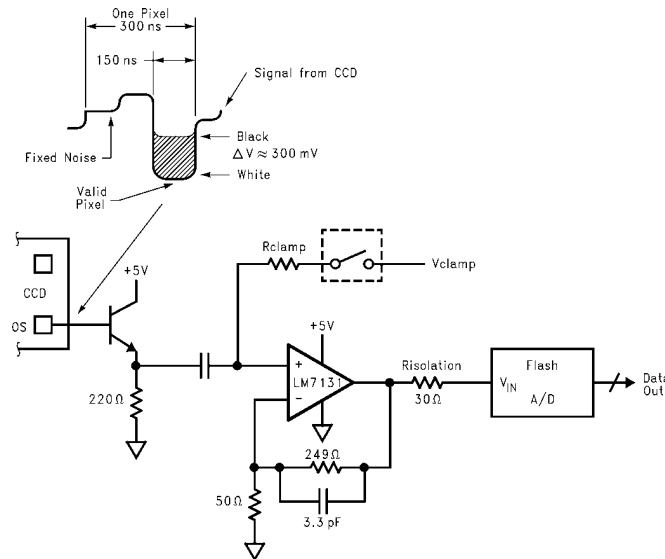 One Pixel
300 ns
150 ns
Signal from CCD
Fixed Noise
Black
ΔV ≈ 300 mV
White
Valid
Pixel
Rclamp
Vclamp
+5V
CCD
OS
+5V
+
LM7131
−
Risolation
30Ω
Flash
VIN
A/D
Data
Out
220Ω
249Ω
50Ω
3.3 pF